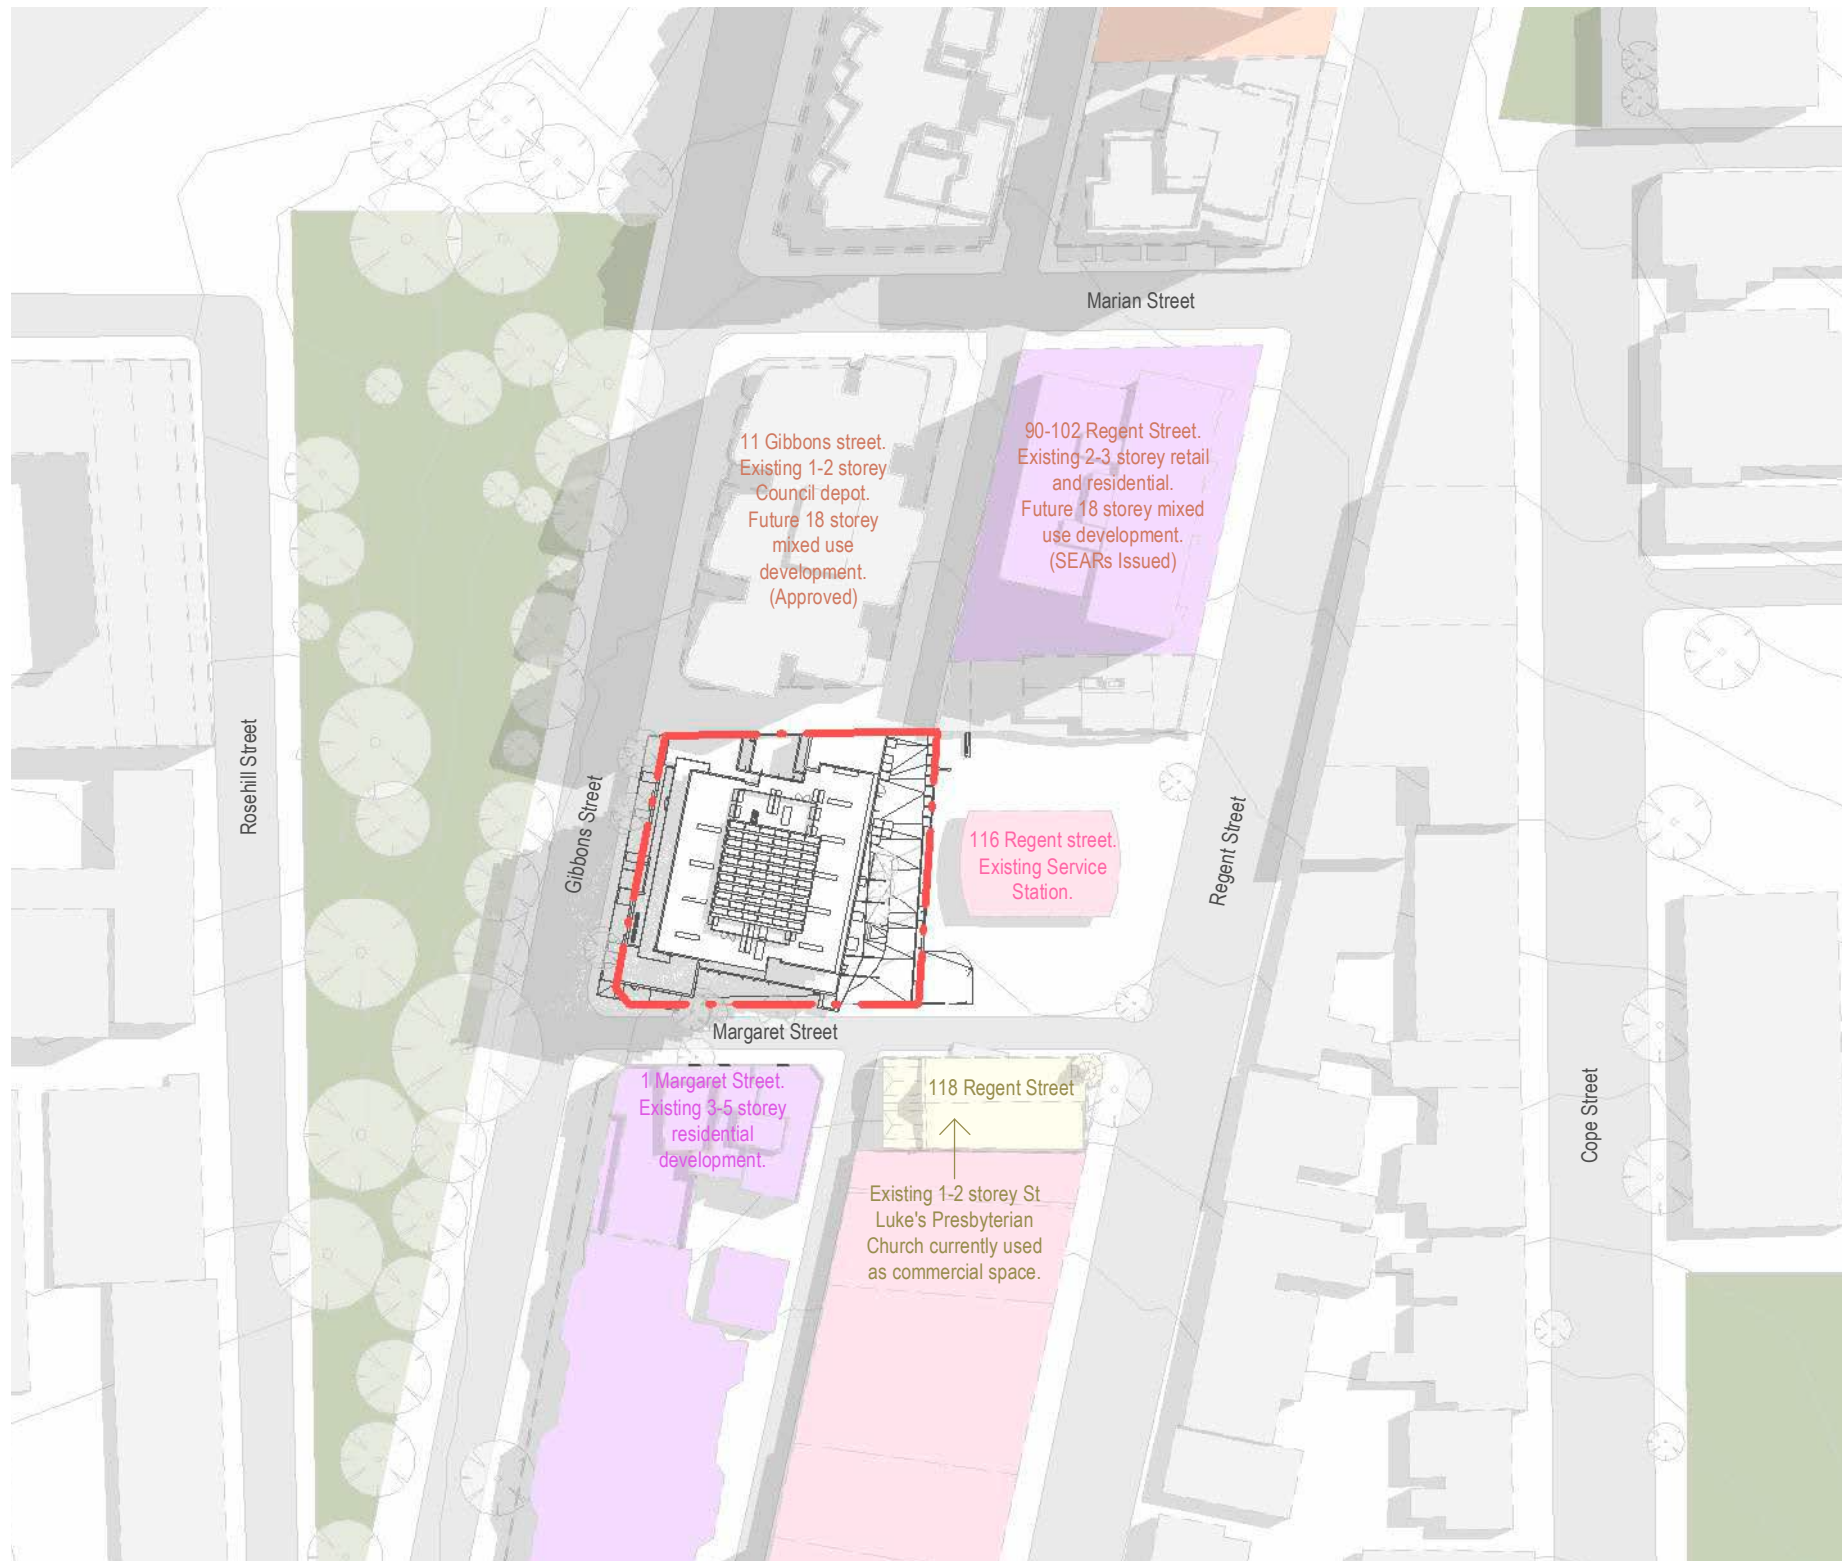 Marian Street
11 Gibbons street.
Existing 1-2 storey
Council depot.
Future 18 storey
mixed use
development.
(Approved)
90-102 Regent Street.
Existing 2-3 storey retail
and residential.
Future 18 storey mixed
use development.
(SEARs Issued)
Rosehill Street
Gibbons Street
116 Regent street.
Existing Service
Station.
Regent Street
Margaret Street
1 Margaret Street.
Existing 3-5 storey
residential
development.
118 Regent Street
Existing 1-2 storey St
Luke's Presbyterian
Church currently used
as commercial space.
Cope Street